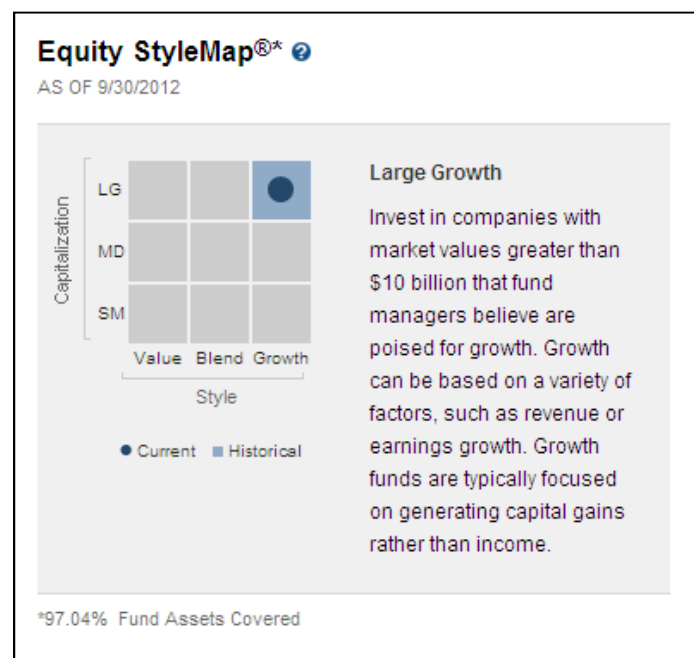 Equity StyleMap®* ?
AS OF 9/30/2012
Capitalization
LG
MD
SM
Value Blend Growth
Style
Current Historical
Large Growth
Invest in companies with
market values greater than
$10 billion that fund
managers believe are
poised for growth. Growth
can be based on a variety of
factors, such as revenue or
earnings growth. Growth
funds are typically focused
on generating capital gains
rather than income.
*97.04% Fund Assets Covered